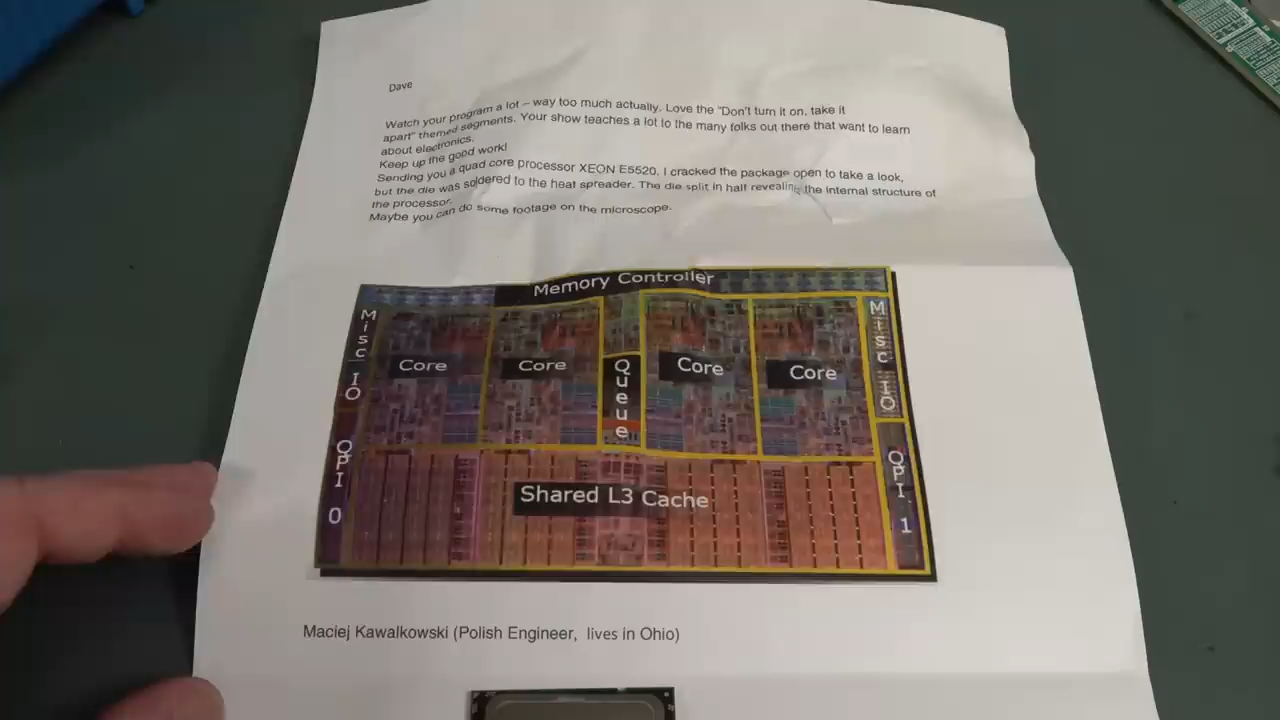 Dave
Watch your program a lot – way too much actually. Love the "Don't turn it on, take it
apart" themed segments. Your show teaches a lot to the many folks out there that want to learn
about electronics.
Keep up the good work!
Sending you a quad core processor XEON E5520. I cracked the package open to take a look,
but the die was soldered to the heat spreader. The die split in half revealing the internal structure of
the processor.
Maybe you can do some footage on the microscope.
Memory Controller
Misc IO
Core
Core
Queue
Core
Core
Misc IO
QPI 0
Shared L3 Cache
QPI 1
Maciej Kawalkowski (Polish Engineer, lives in Ohio)